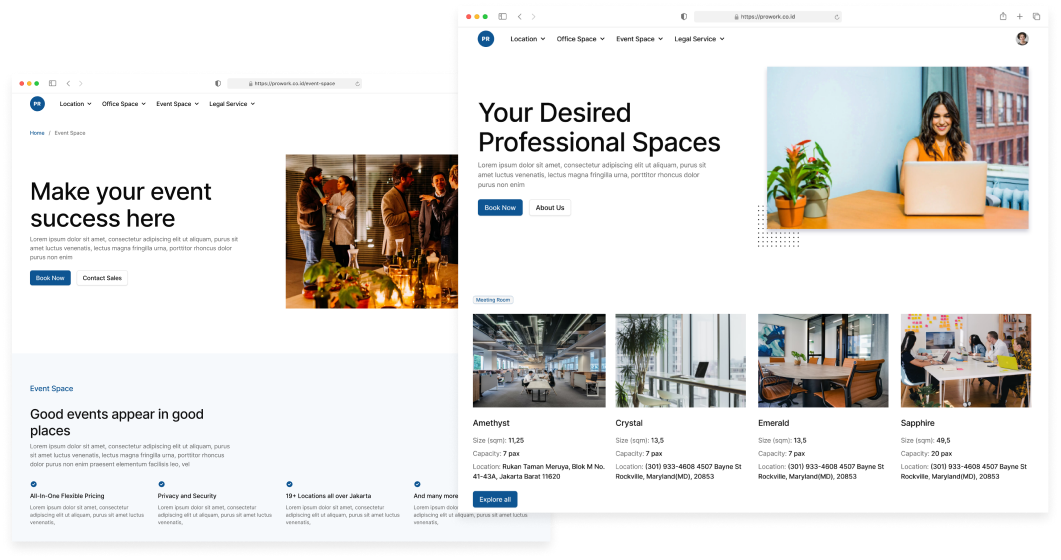 https://prowork.co.id/event-space
PR
Location
Office Space
Event Space
Legal Service
Home / Event Space
Make your event
success here
Lorem ipsum dolor sit amet, consectetur adipiscing elit ut aliquam, purus sit
amet luctus venenatis, lectus magna fringilla urna, porttitor rhoncus dolor
purus non enim
Book Now
Contact Sales
Event Space
Good events appear in good
places
Lorem ipsum dolor sit amet, consectetur adipiscing elit ut aliquam, purus
sit amet luctus venenatis, lectus magna fringilla urna, porttitor rhoncus
dolor purus non enim praesent elementum facilisis leo, vel
All-In-One Flexible Pricing
Lorem ipsum dolor sit amet, consectetur
adipiscing elit ut aliquam, purus sit amet luctus
venenatis,
Privacy and Security
Lorem ipsum dolor sit amet, consectetur
adipiscing elit ut aliquam, purus sit amet luctus
venenatis,
19+ Locations all over Jakarta
Lorem ipsum dolor sit amet, consectetur
adipiscing elit ut aliquam, purus sit amet luctus
venenatis,
And many more
Lorem ipsum dolor sit amet, consectetur
adipiscing elit ut aliquam, purus sit amet luctus
venenatis,
https://prowork.co.id
PR
Location
Office Space
Event Space
Legal Service
Your Desired
Professional Spaces
Lorem ipsum dolor sit amet, consectetur adipiscing elit ut aliquam, purus sit
amet luctus venenatis, lectus magna fringilla urna, porttitor rhoncus dolor
purus non enim
Book Now
About Us
Meeting Room
Amethyst
Size (sqm): 11,25
Capacity: 7 pax
Location: Rukan Taman Meruya, Blok M No.
41-43A, Jakarta Barat 11620
Crystal
Size (sqm): 13,5
Capacity: 7 pax
Location: (301) 933-4608 4507 Bayne St
Rockville, Maryland(MD), 20853
Emerald
Size (sqm): 13,5
Capacity: 7 pax
Location: (301) 933-4608 4507 Bayne St
Rockville, Maryland(MD), 20853
Sapphire
Size (sqm): 49,5
Capacity: 20 pax
Location: (301) 933-4608 4507 Bayne St
Rockville, Maryland(MD), 20853
Explore all